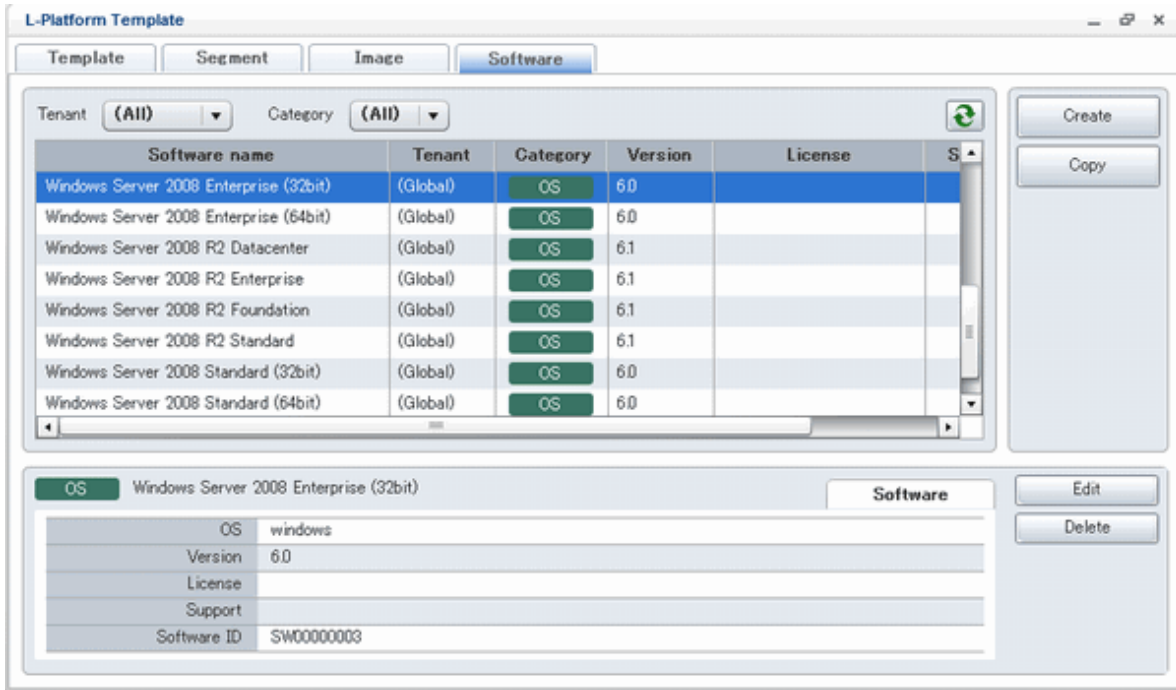 L-Platform Template
Template Segment Image Software
Tenant (All) Category (All)
Create
Software name Tenant Category Version License S
Copy
Windows Server 2008 Enterprise (32bit) (Global) OS 6.0
Windows Server 2008 Enterprise (64bit) (Global) OS 6.0
Windows Server 2008 R2 Datacenter (Global) OS 6.1
Windows Server 2008 R2 Enterprise (Global) OS 6.1
Windows Server 2008 R2 Foundation (Global) OS 6.1
Windows Server 2008 R2 Standard (Global) OS 6.1
Windows Server 2008 Standard (32bit) (Global) OS 6.0
Windows Server 2008 Standard (64bit) (Global) OS 6.0
OS Windows Server 2008 Enterprise (32bit) Software Edit
OS windows Delete
Version 6.0
License
Support
Software ID SW00000003